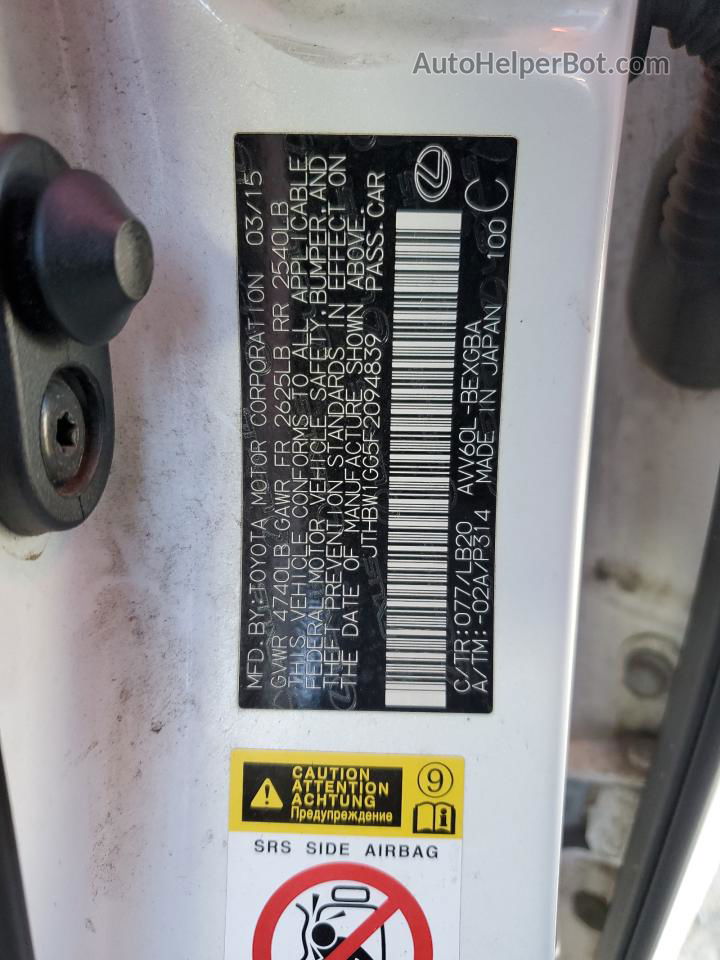 AutoHelperBot.com
MFD. BY: TOYOTA MOTOR CORPORATION 03/15
GVWR 4740LB GAWR FR 2625LB RR 2540LB
THIS VEHICLE CONFORMS TO ALL APPLICABLE
FEDERAL MOTOR VEHICLE SAFETY, BUMPER, AND
THEFT PREVENTION STANDARDS IN EFFECT ON
THE DATE OF MANUFACTURE SHOWN ABOVE.
JTHBW1GG5F2094839 PASS. CAR
C/TR: 077/LB20 AVV60L-BEXGBA
A/TM: -02A/P314 MADE IN JAPAN 100 C
CAUTION
ATTENTION
ACHTUNG
Предупреждение
9
SRS SIDE AIRBAG